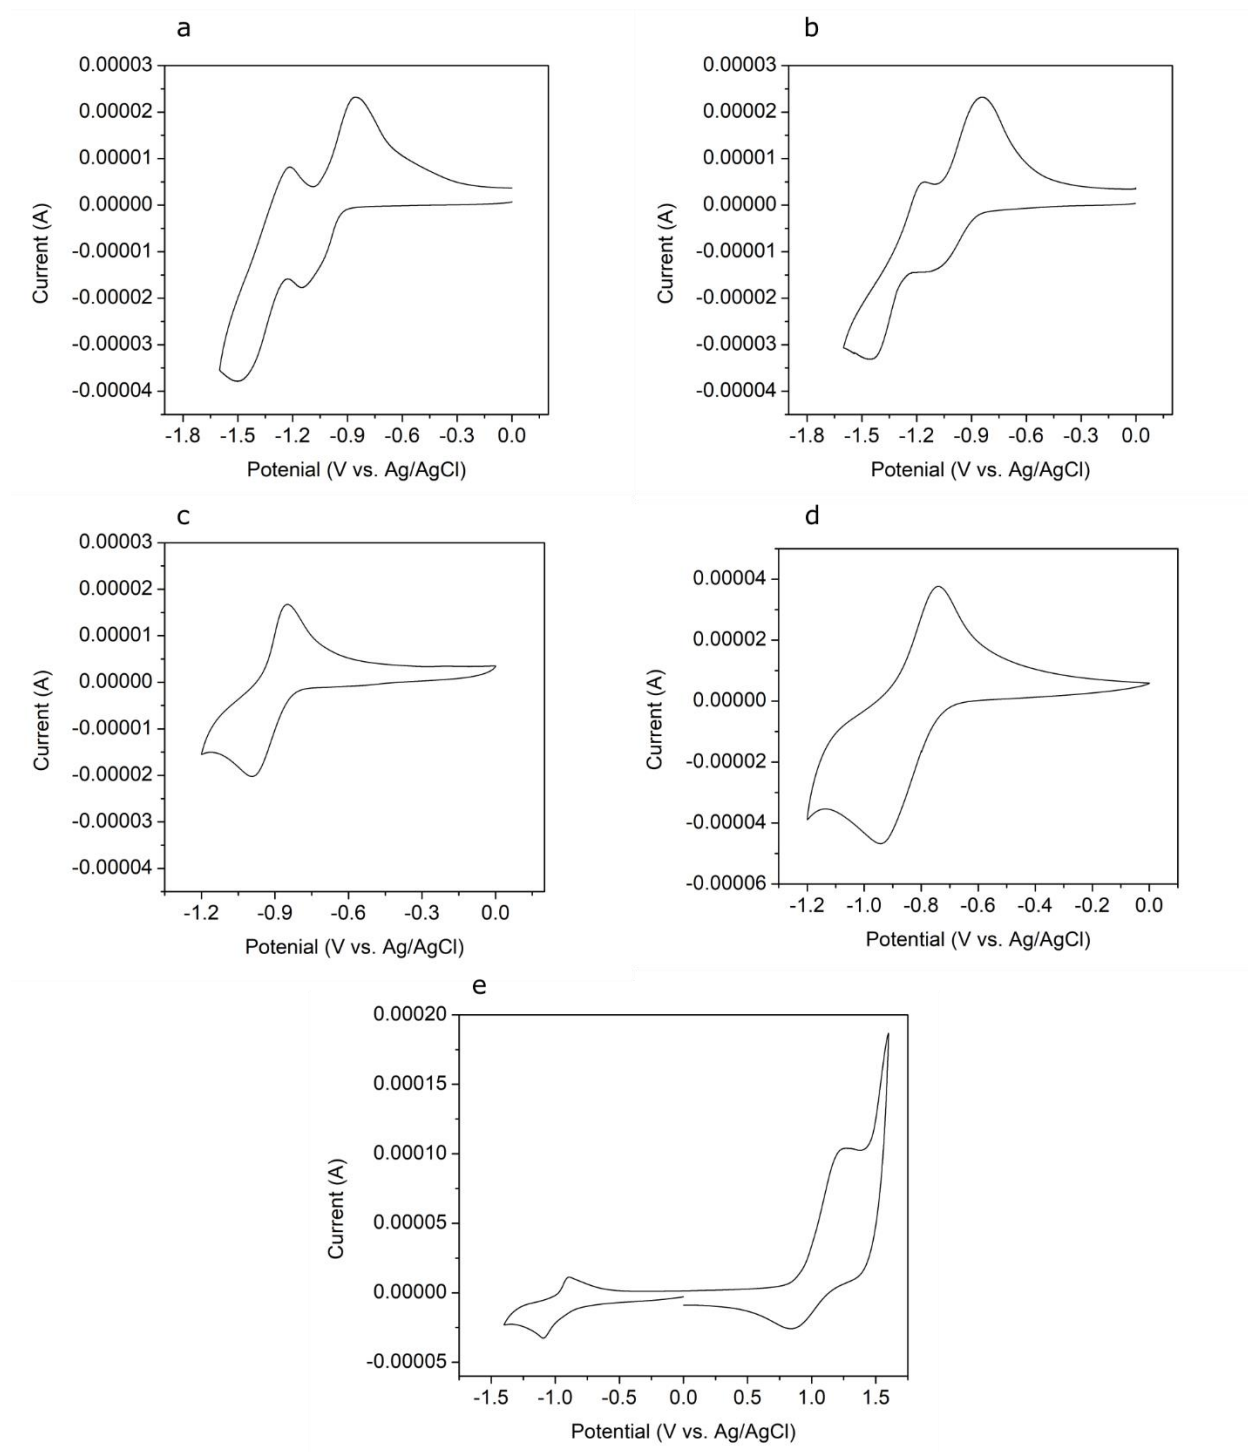 a
0.00003
0.00002
0.00001
0.00000
-0.00001
-0.00002
-0.00003
-0.00004
Current (A)
-1.8 -1.5 -1.2 -0.9 -0.6 -0.3 0.0
Potenial (V vs. Ag/AgCl)
b
0.00003
0.00002
0.00001
0.00000
-0.00001
-0.00002
-0.00003
-0.00004
Current (A)
-1.8 -1.5 -1.2 -0.9 -0.6 -0.3 0.0
Potenial (V vs. Ag/AgCl)
c
0.00003
0.00002
0.00001
0.00000
-0.00001
-0.00002
-0.00003
-0.00004
Current (A)
-1.2 -0.9 -0.6 -0.3 0.0
Potenial (V vs. Ag/AgCl)
d
0.00004
0.00002
0.00000
-0.00002
-0.00004
-0.00006
Current (A)
-1.2 -1.0 -0.8 -0.6 -0.4 -0.2 0.0
Potential (V vs. Ag/AgCl)
e
0.00020
0.00015
0.00010
0.00005
0.00000
-0.00005
Current (A)
-1.5 -1.0 -0.5 0.0 0.5 1.0 1.5
Potential (V vs. Ag/AgCl)